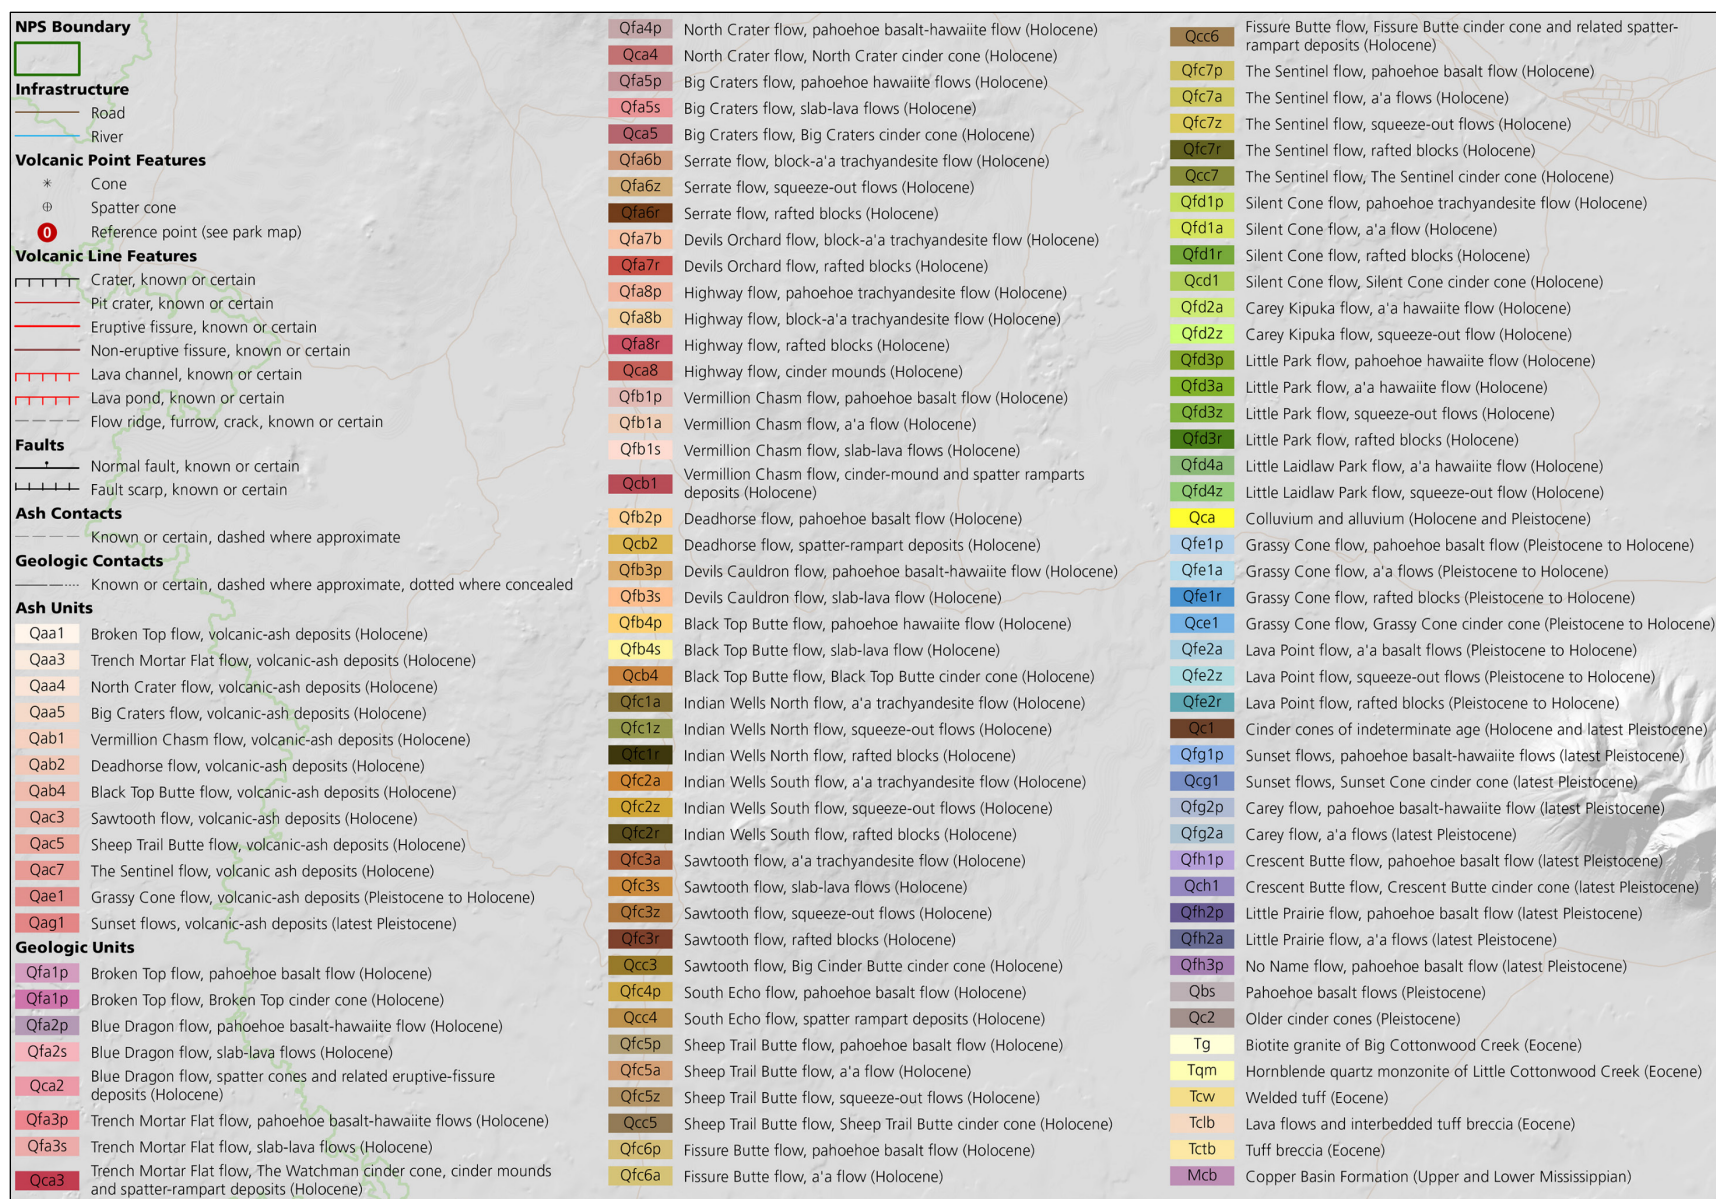 NPS Boundary
Infrastructure
Road
River
Volcanic Point Features
Cone
Spatter cone
0 Reference point (see park map)
Volcanic Line Features
Crater, known or certain
Pit crater, known or certain
Eruptive fissure, known or certain
Non-eruptive fissure, known or certain
Lava channel, known or certain
Lava pond, known or certain
Flow ridge, furrow, crack, known or certain
Faults
Normal fault, known or certain
Fault scarp, known or certain
Ash Contacts
Known or certain, dashed where approximate
Geologic Contacts
Known or certain, dashed where approximate, dotted where concealed
Ash Units
Qaa1 Broken Top flow, volcanic-ash deposits (Holocene)
Qaa3 Trench Mortar Flat flow, volcanic-ash deposits (Holocene)
Qaa4 North Crater flow, volcanic-ash deposits (Holocene)
Qaa5 Big Craters flow, volcanic-ash deposits (Holocene)
Qab1 Vermillion Chasm flow, volcanic-ash deposits (Holocene)
Qab2 Deadhorse flow, volcanic-ash deposits (Holocene)
Qab4 Black Top Butte flow, volcanic-ash deposits (Holocene)
Qac3 Sawtooth flow, volcanic-ash deposits (Holocene)
Qac5 Sheep Trail Butte flow, volcanic-ash deposits (Holocene)
Qac7 The Sentinel flow, volcanic ash deposits (Holocene)
Qae1 Grassy Cone flow, volcanic-ash deposits (Pleistocene to Holocene)
Qag1 Sunset flows, volcanic-ash deposits (latest Pleistocene)
Geologic Units
Qfa1p Broken Top flow, pahoehoe basalt flow (Holocene)
Qfa1p Broken Top flow, Broken Top cinder cone (Holocene)
Qfa2p Blue Dragon flow, pahoehoe basalt-hawaiite flow (Holocene)
Qfa2s Blue Dragon flow, slab-lava flows (Holocene)
Qca2 Blue Dragon flow, spatter cones and related eruptive-fissure
deposits (Holocene)
Qfa3p Trench Mortar Flat flow, pahoehoe basalt-hawaiite flows (Holocene)
Qfa3s Trench Mortar Flat flow, slab-lava flows (Holocene)
Qca3 Trench Mortar Flat flow, The Watchman cinder cone, cinder mounds
and spatter-rampart deposits (Holocene)
Qfa4p North Crater flow, pahoehoe basalt-hawaiite flow (Holocene)
Qca4 North Crater flow, North Crater cinder cone (Holocene)
Qfa5p Big Craters flow, pahoehoe hawaiite flows (Holocene)
Qfa5s Big Craters flow, slab-lava flows (Holocene)
Qca5 Big Craters flow, Big Craters cinder cone (Holocene)
Qfa6b Serrate flow, block-a'a trachyandesite flow (Holocene)
Qfa6z Serrate flow, squeeze-out flows (Holocene)
Qfa6r Serrate flow, rafted blocks (Holocene)
Qfa7b Devils Orchard flow, block-a'a trachyandesite flow (Holocene)
Qfa7r Devils Orchard flow, rafted blocks (Holocene)
Qfa8p Highway flow, pahoehoe trachyandesite flow (Holocene)
Qfa8b Highway flow, block-a'a trachyandesite flow (Holocene)
Qfa8r Highway flow, rafted blocks (Holocene)
Qca8 Highway flow, cinder mounds (Holocene)
Qfb1p Vermillion Chasm flow, pahoehoe basalt flow (Holocene)
Qfb1a Vermillion Chasm flow, a'a flow (Holocene)
Qfb1s Vermillion Chasm flow, slab-lava flows (Holocene)
Qcb1 Vermillion Chasm flow, cinder-mound and spatter ramparts
deposits (Holocene)
Qfb2p Deadhorse flow, pahoehoe basalt flow (Holocene)
Qcb2 Deadhorse flow, spatter-rampart deposits (Holocene)
Qfb3p Devils Cauldron flow, pahoehoe basalt-hawaiite flow (Holocene)
Qfb3s Devils Cauldron flow, slab-lava flow (Holocene)
Qfb4p Black Top Butte flow, pahoehoe hawaiite flow (Holocene)
Qfb4s Black Top Butte flow, slab-lava flow (Holocene)
Qcb4 Black Top Butte flow, Black Top Butte cinder cone (Holocene)
Qfc1a Indian Wells North flow, a'a trachyandesite flow (Holocene)
Qfc1z Indian Wells North flow, squeeze-out flows (Holocene)
Qfc1r Indian Wells North flow, rafted blocks (Holocene)
Qfc2a Indian Wells South flow, a'a trachyandesite flow (Holocene)
Qfc2z Indian Wells South flow, squeeze-out flows (Holocene)
Qfc2r Indian Wells South flow, rafted blocks (Holocene)
Qfc3a Sawtooth flow, a'a trachyandesite flow (Holocene)
Qfc3s Sawtooth flow, slab-lava flows (Holocene)
Qfc3z Sawtooth flow, squeeze-out flows (Holocene)
Qfc3r Sawtooth flow, rafted blocks (Holocene)
Qcc3 Sawtooth flow, Big Cinder Butte cinder cone (Holocene)
Qfc4p South Echo flow, pahoehoe basalt flow (Holocene)
Qcc4 South Echo flow, spatter rampart deposits (Holocene)
Qfc5p Sheep Trail Butte flow, pahoehoe basalt flow (Holocene)
Qfc5a Sheep Trail Butte flow, a'a flow (Holocene)
Qfc5z Sheep Trail Butte flow, squeeze-out flows (Holocene)
Qcc5 Sheep Trail Butte flow, Sheep Trail Butte cinder cone (Holocene)
Qfc6p Fissure Butte flow, pahoehoe basalt flow (Holocene)
Qfc6a Fissure Butte flow, a'a flow (Holocene)
Qcc6 Fissure Butte flow, Fissure Butte cinder cone and related spatter-
rampart deposits (Holocene)
Qfc7p The Sentinel flow, pahoehoe basalt flow (Holocene)
Qfc7a The Sentinel flow, a'a flows (Holocene)
Qfc7z The Sentinel flow, squeeze-out flows (Holocene)
Qfc7r The Sentinel flow, rafted blocks (Holocene)
Qcc7 The Sentinel flow, The Sentinel cinder cone (Holocene)
Qfd1p Silent Cone flow, pahoehoe trachyandesite flow (Holocene)
Qfd1a Silent Cone flow, a'a flow (Holocene)
Qfd1r Silent Cone flow, rafted blocks (Holocene)
Qcd1 Silent Cone flow, Silent Cone cinder cone (Holocene)
Qfd2a Carey Kipuka flow, a'a hawaiite flow (Holocene)
Qfd2z Carey Kipuka flow, squeeze-out flow (Holocene)
Qfd3p Little Park flow, pahoehoe hawaiite flow (Holocene)
Qfd3a Little Park flow, a'a hawaiite flow (Holocene)
Qfd3z Little Park flow, squeeze-out flows (Holocene)
Qfd3r Little Park flow, rafted blocks (Holocene)
Qfd4a Little Laidlaw Park flow, a'a hawaiite flow (Holocene)
Qfd4z Little Laidlaw Park flow, squeeze-out flow (Holocene)
Qca Colluvium and alluvium (Holocene and Pleistocene)
Qfe1p Grassy Cone flow, pahoehoe basalt flow (Pleistocene to Holocene)
Qfe1a Grassy Cone flow, a'a flows (Pleistocene to Holocene)
Qfe1r Grassy Cone flow, rafted blocks (Pleistocene to Holocene)
Qce1 Grassy Cone flow, Grassy Cone cinder cone (Pleistocene to Holocene)
Qfe2a Lava Point flow, a'a basalt flows (Pleistocene to Holocene)
Qfe2z Lava Point flow, squeeze-out flows (Pleistocene to Holocene)
Qfe2r Lava Point flow, rafted blocks (Pleistocene to Holocene)
Qc1 Cinder cones of indeterminate age (Holocene and latest Pleistocene)
Qfg1p Sunset flows, pahoehoe basalt-hawaiite flows (latest Pleistocene)
Qcg1 Sunset flows, Sunset Cone cinder cone (latest Pleistocene)
Qfg2p Carey flow, pahoehoe basalt-hawaiite flow (latest Pleistocene)
Qfg2a Carey flow, a'a flows (latest Pleistocene)
Qfh1p Crescent Butte flow, pahoehoe basalt flow (latest Pleistocene)
Qch1 Crescent Butte flow, Crescent Butte cinder cone (latest Pleistocene)
Qfh2p Little Prairie flow, pahoehoe basalt flow (latest Pleistocene)
Qfh2a Little Prairie flow, a'a flows (latest Pleistocene)
Qfh3p No Name flow, pahoehoe basalt flow (latest Pleistocene)
Qbs Pahoehoe basalt flows (Pleistocene)
Qc2 Older cinder cones (Pleistocene)
Tg Biotite granite of Big Cottonwood Creek (Eocene)
Tqm Hornblende quartz monzonite of Little Cottonwood Creek (Eocene)
Tcw Welded tuff (Eocene)
Tclb Lava flows and interbedded tuff breccia (Eocene)
Tctb Tuff breccia (Eocene)
Mcb Copper Basin Formation (Upper and Lower Mississippian)